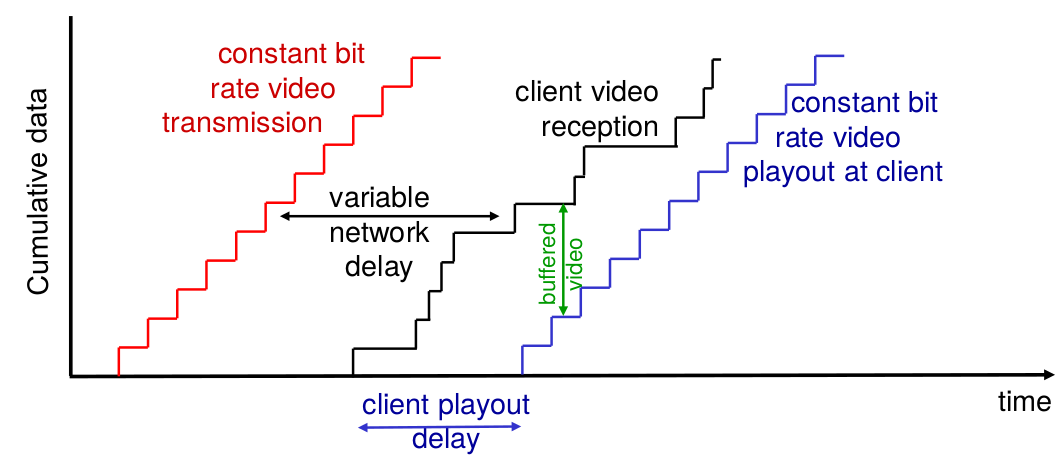 constant bit
rate video
transmission
client video
reception
constant bit
rate video
playout at client
Cumulative data
variable
network
delay
buffered
video
client playout
delay
time